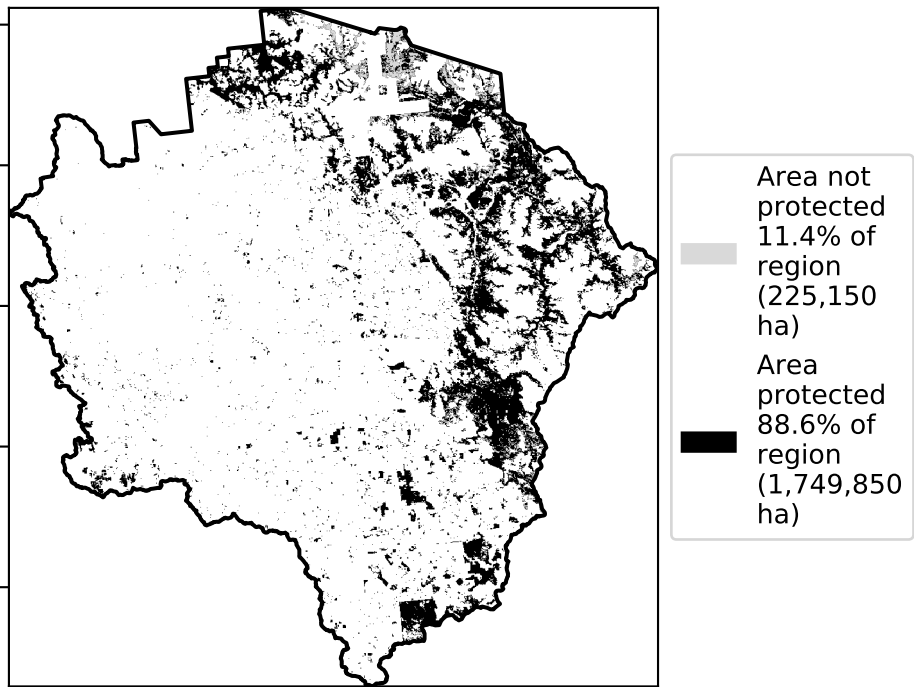 Area not
protected
11.4% of
region
(225,150
ha)
Area
protected
88.6% of
region
(1,749,850
ha)